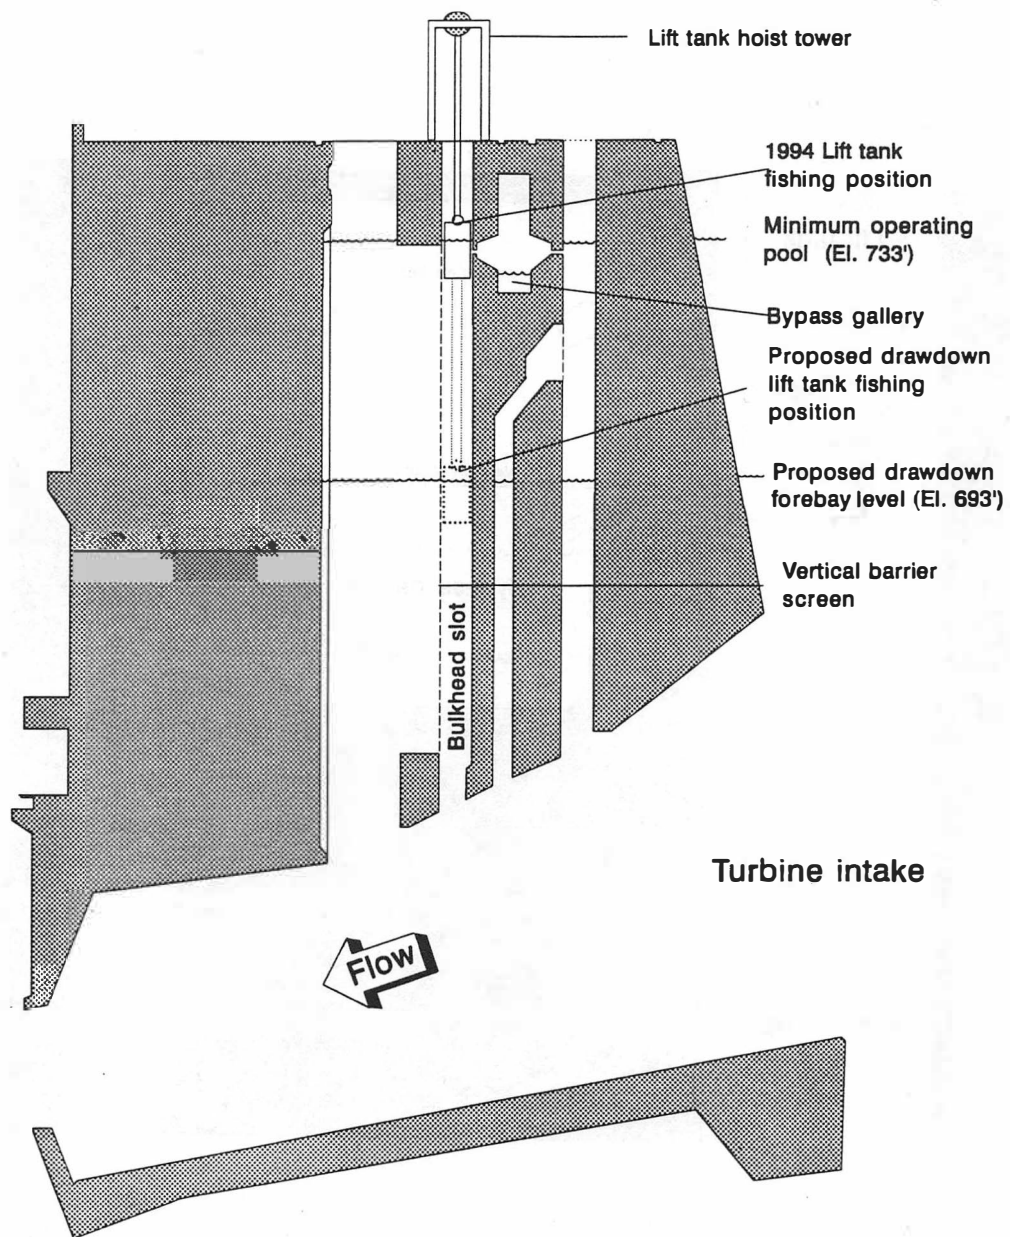 Lift tank hoist tower
1994 Lift tank
fishing position
Minimum operating
pool (El. 733')
Bypass gallery
Proposed drawdown
lift tank fishing
position
Proposed drawdown
forebay level (El. 693')
Vertical barrier
screen
Bulkhead slot
Turbine intake
Flow